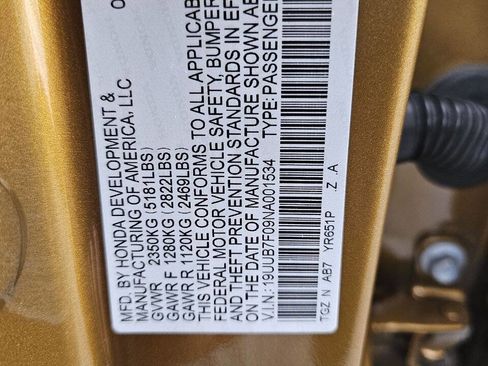 MFD. BY HONDA DEVELOPMENT &
MANUFACTURING OF AMERICA, LLC
GVWR 2350KG (5181LBS)
GAWR F 1280KG (2822LBS)
GAWR R 1120KG (2469LBS)
THIS VEHICLE CONFORMS TO ALL APPLICAB
FEDERAL MOTOR VEHICLE SAFETY, BUMPER
AND THEFT PREVENTION STANDARDS IN EF
ON THE DATE OF MANUFACTURE SHOWN AB
V.I.N.: 19UUB7F09NA001534 TYPE: PASSENGE
TGZ N AB7 YR651P .Z .A